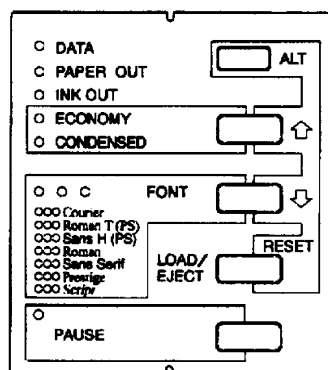 DATA
ALT
PAPER OUT
INK OUT
ECONOMY
CONDENSED
FONT
Courier
Roman T (PS)
Sans H (PS)
Roman
Sans Serif
Prestige
Script
RESET
LOAD/
EJECT
PAUSE